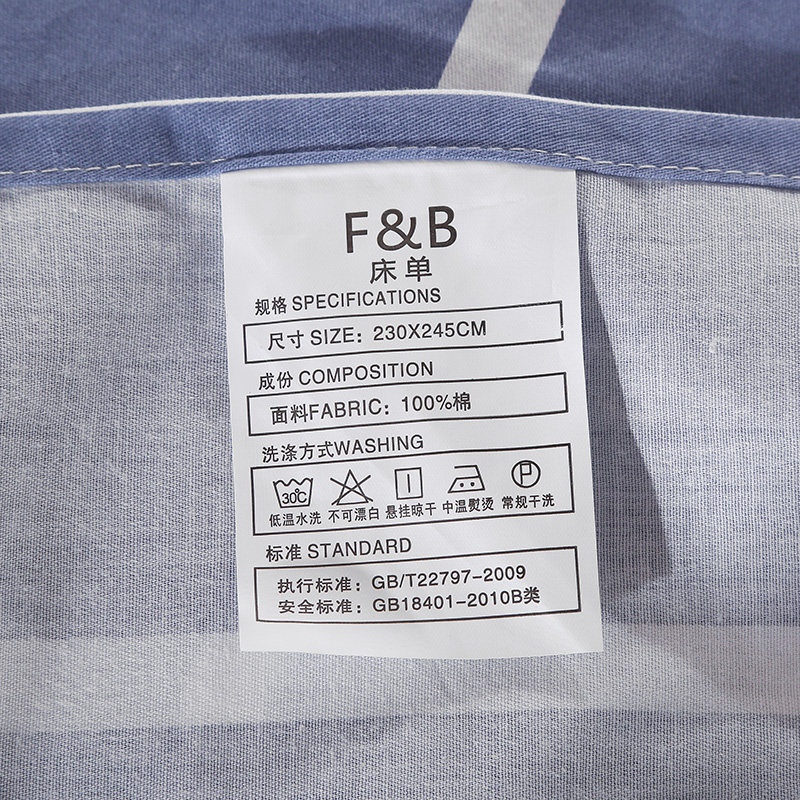 F&B
床单
规格 SPECIFICATIONS
尺寸 SIZE: 230X245CM
成份 COMPOSITION
面料FABRIC: 100%棉
洗涤方式WASHING
30℃ P
低温水洗 不可漂白 悬挂晾干 中温熨烫 常规干洗
标准 STANDARD
执行标准: GB/T22797-2009
安全标准: GB18401-2010B类